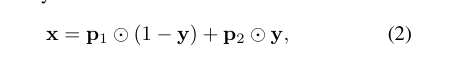 x = p₁ ⊙ (1 − y) + p₂ ⊙ y, (2)